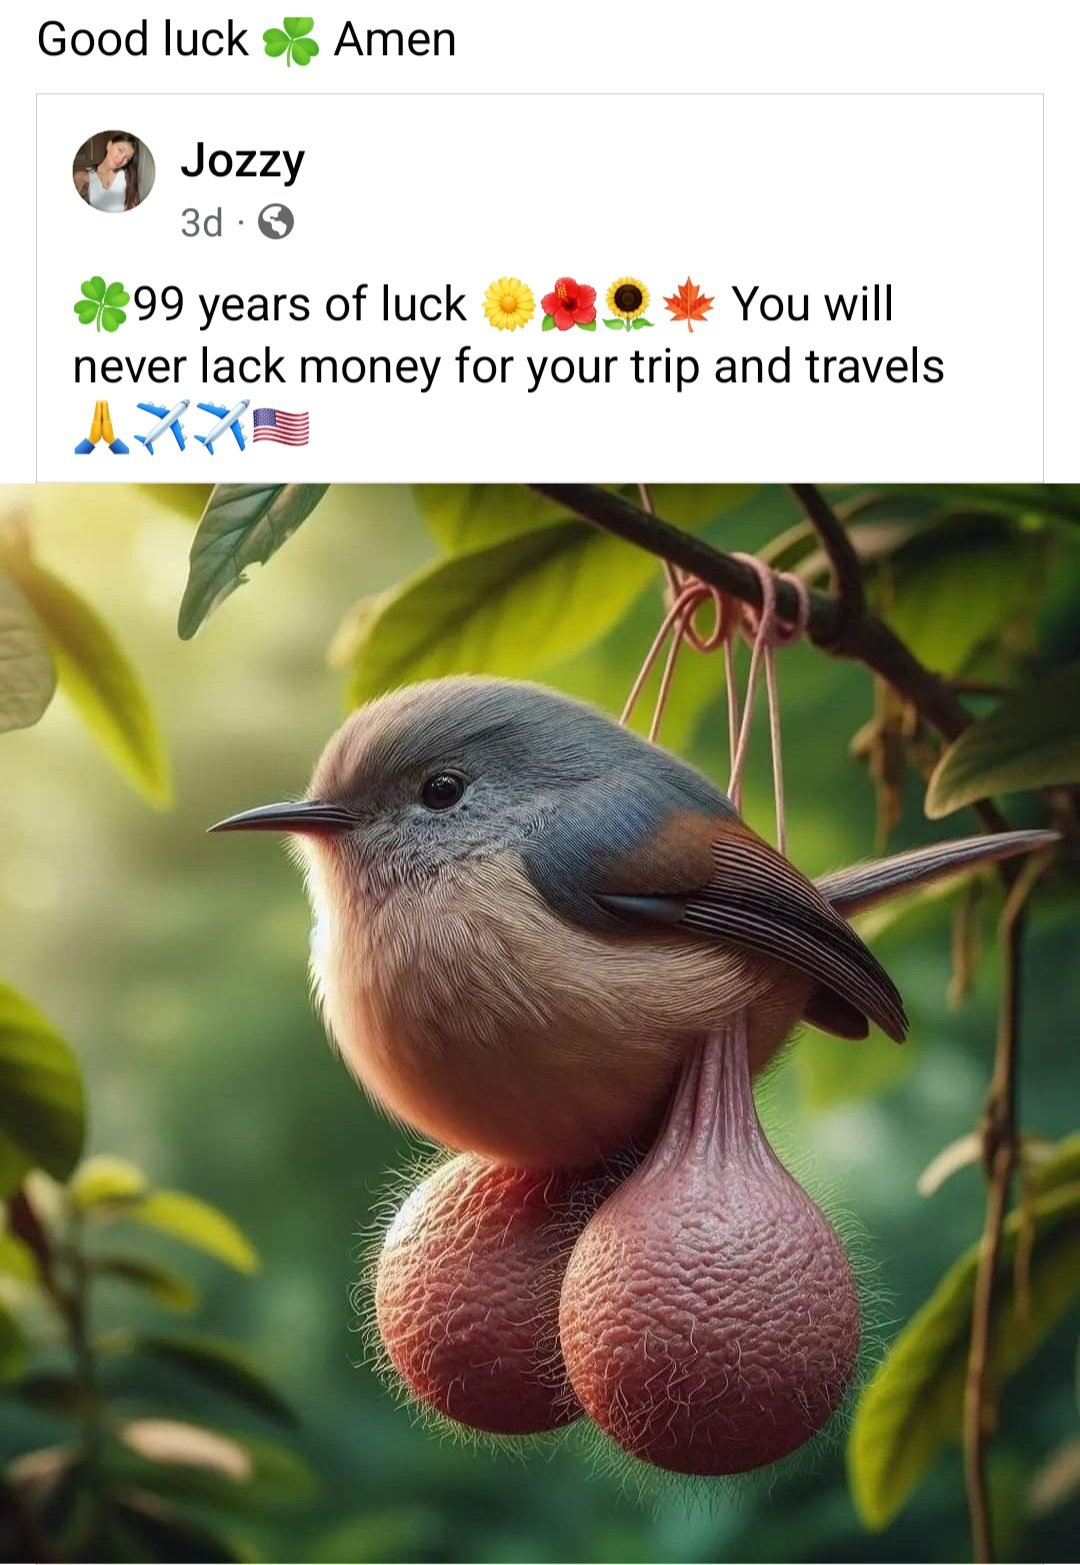 Good luck ☘️ Amen
Jozzy
3d ·
🍀99 years of luck 🌼🌺🌻🍁 You will
never lack money for your trip and travels
🙏✈️✈️🇺🇸